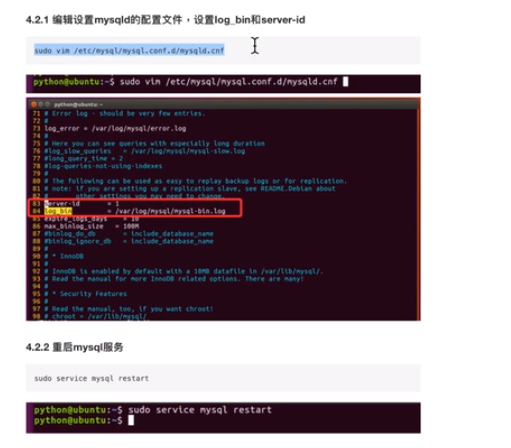 4.2.1 编辑设置mysqld的配置文件，设置log_bin和server-id
sudo vim /etc/mysql/mysql.conf.d/mysqld.cnf
python@ubuntu:~$ sudo vim /etc/mysql/mysql.conf.d/mysqld.cnf
python@ubuntu: ~
71 # Error log - should be very few entries.
72 #
73 log_error = /var/log/mysql/error.log
74 #
75 # Here you can see queries with especially long duration
76 #log_slow_queries = /var/log/mysql/mysql-slow.log
77 #long_query_time = 2
78 #log-queries-not-using-indexes
79 #
80 # The following can be used as easy to replay backup logs or for replication.
81 # note: if you are setting up a replication slave, see README.Debian about
82 # other settings you may need to change.
83 server-id = 1
84 log_bin = /var/log/mysql/mysql-bin.log
85 expire_logs_days = 10
86 max_binlog_size = 100M
87 #binlog_do_db = include_database_name
88 #binlog_ignore_db = include_database_name
89 #
90 # * InnoDB
91 #
92 # InnoDB is enabled by default with a 10MB datafile in /var/lib/mysql/.
93 # Read the manual for more InnoDB related options. There are many!
94 #
95 # * Security Features
96 #
97 # Read the manual, too, if you want chroot!
98 # chroot = /var/lib/mysql/
4.2.2 重启mysql服务
sudo service mysql restart
python@ubuntu:~$ sudo service mysql restart
python@ubuntu:~$